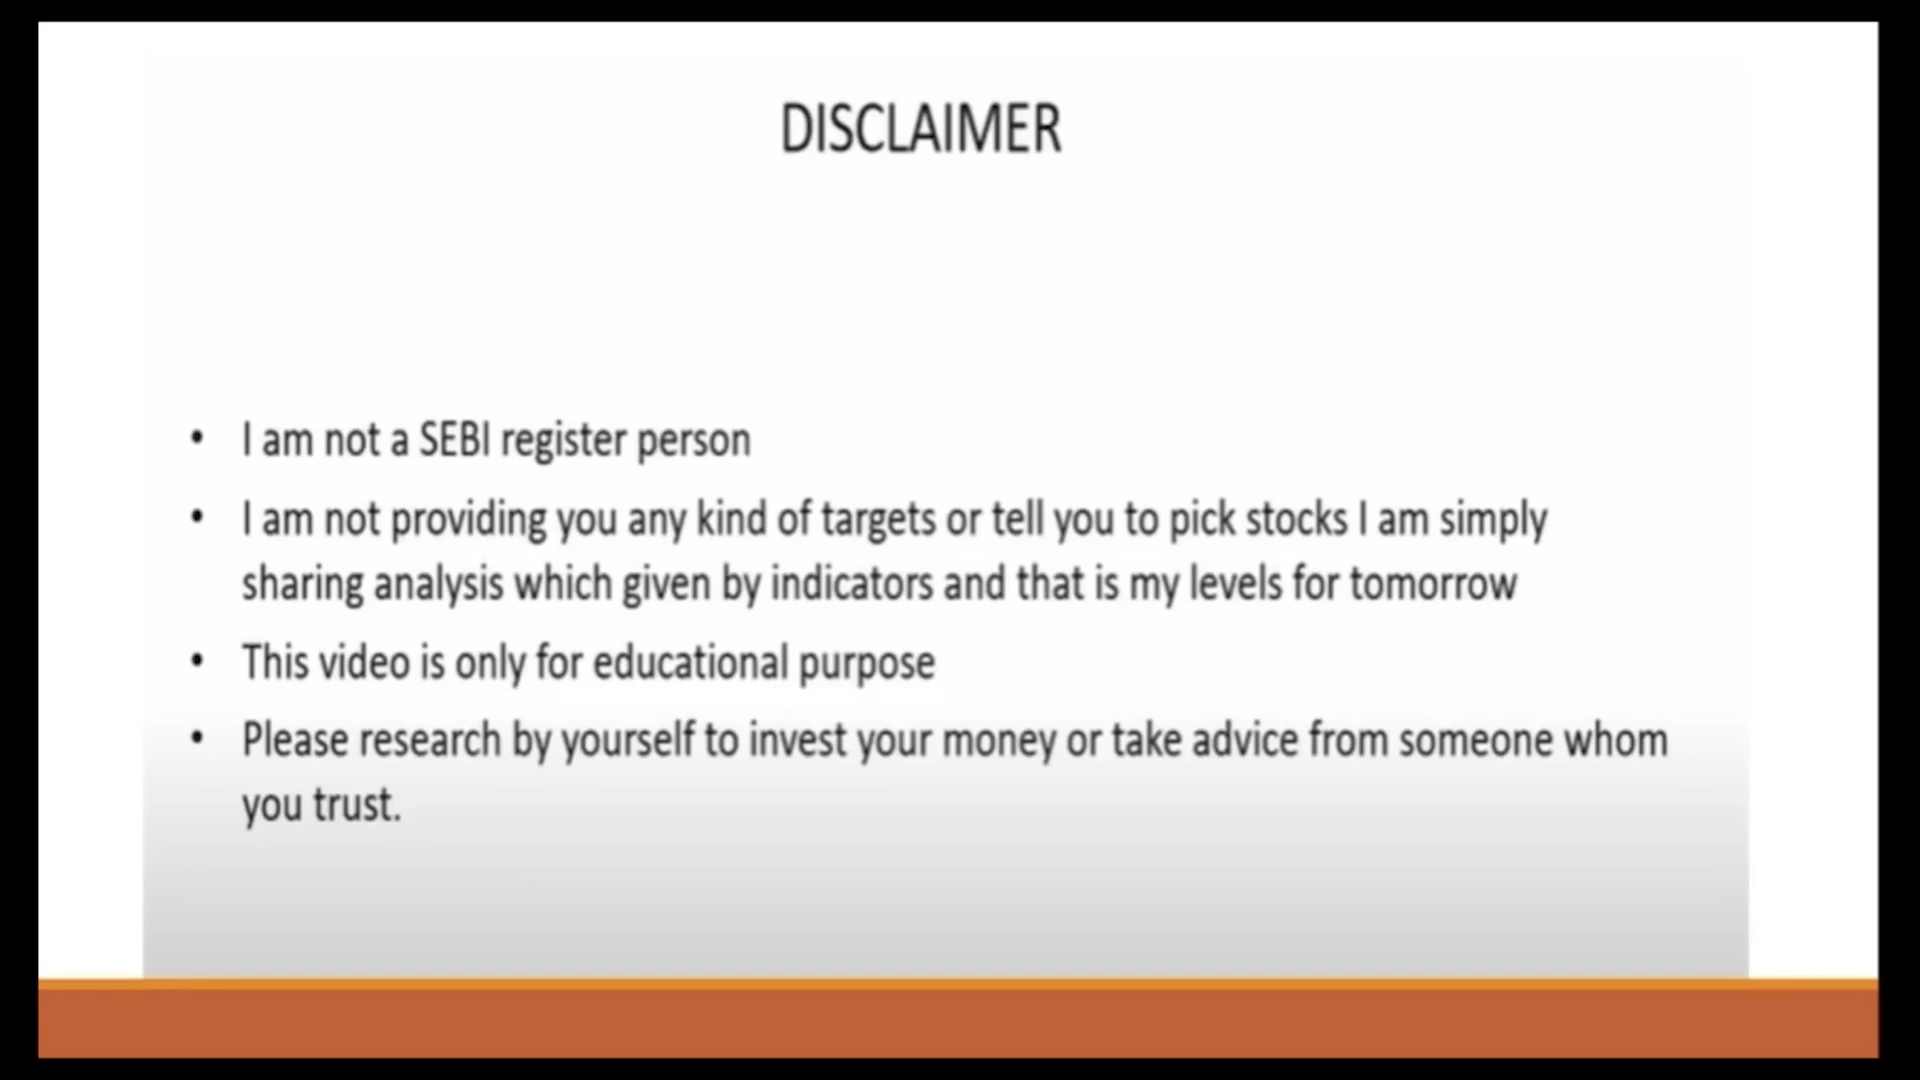 DISCLAIMER
• I am not a SEBI register person
• I am not providing you any kind of targets or tell you to pick stocks I am simply
sharing analysis which given by indicators and that is my levels for tomorrow
• This video is only for educational purpose
• Please research by yourself to invest your money or take advice from someone whom
you trust.